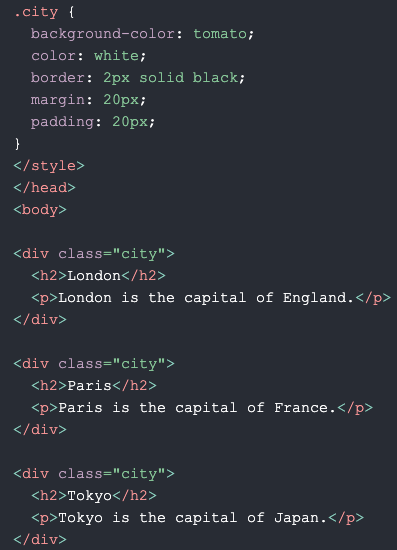 .city {
  background-color: tomato;
  color: white;
  border: 2px solid black;
  margin: 20px;
  padding: 20px;
}
</style>
</head>
<body>

<div class="city">
  <h2>London</h2>
  <p>London is the capital of England.</p>
</div>

<div class="city">
  <h2>Paris</h2>
  <p>Paris is the capital of France.</p>
</div>

<div class="city">
  <h2>Tokyo</h2>
  <p>Tokyo is the capital of Japan.</p>
</div>